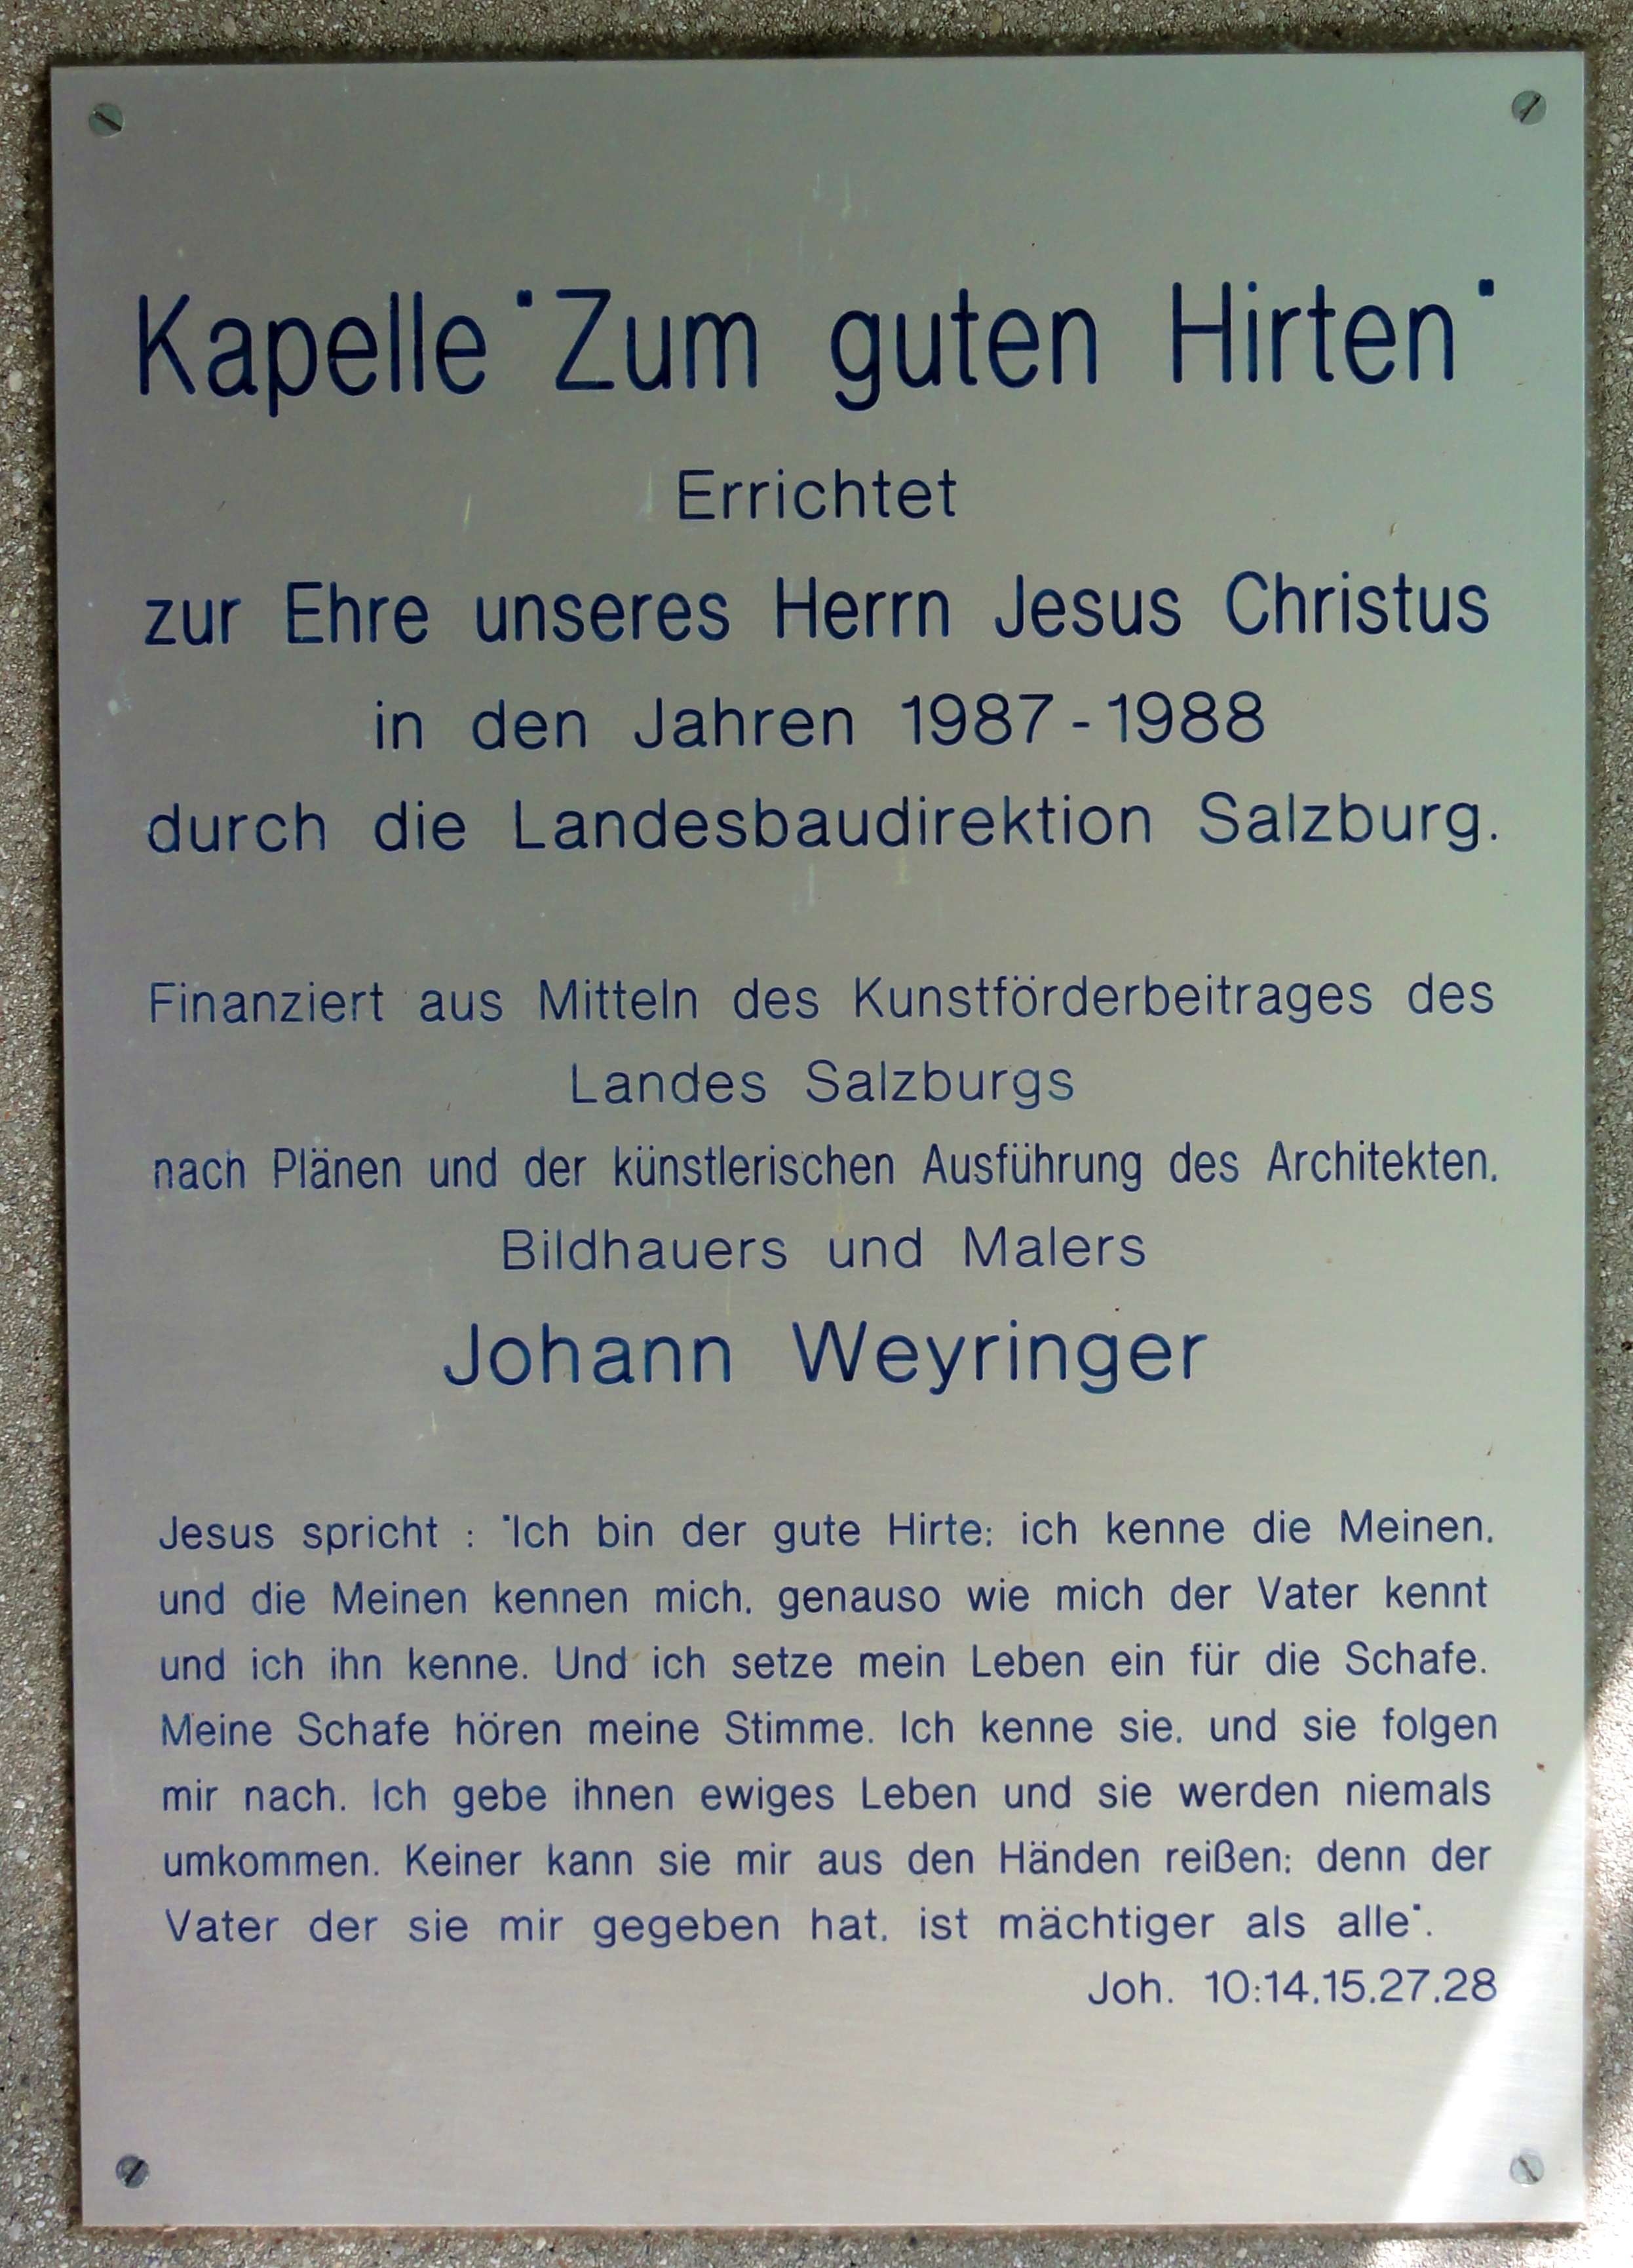 Kapelle "Zum guten Hirten"
Errichtet
zur Ehre unseres Herrn Jesus Christus
in den Jahren 1987-1988
durch die Landesbaudirektion Salzburg.
Finanziert aus Mitteln des Kunstförderbeitrages des
Landes Salzburgs
nach Plänen und der künstlerischen Ausführung des Architekten,
Bildhauers und Malers
Johann Weyringer
Jesus spricht : "Ich bin der gute Hirte; ich kenne die Meinen,
und die Meinen kennen mich, genauso wie mich der Vater kennt
und ich ihn kenne. Und ich setze mein Leben ein für die Schafe.
Meine Schafe hören meine Stimme. Ich kenne sie, und sie folgen
mir nach. Ich gebe ihnen ewiges Leben und sie werden niemals
umkommen. Keiner kann sie mir aus den Händen reißen; denn der
Vater der sie mir gegeben hat, ist mächtiger als alle".
Joh. 10:14,15,27,28